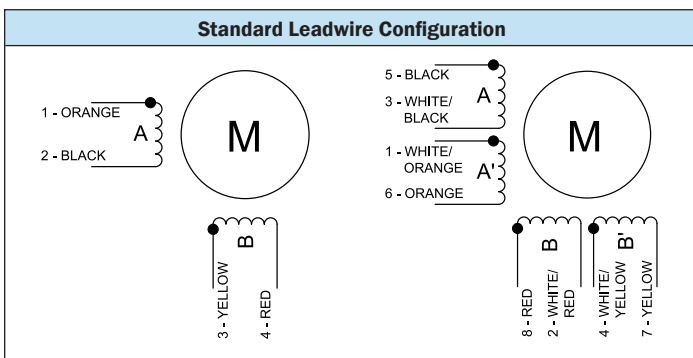 Standard Leadwire Configuration
1 - ORANGE
A
2 - BLACK
M
B
3 - YELLOW
4 - RED
5 - BLACK
3 - WHITE/
BLACK
A
1 - WHITE/
ORANGE
A'
6 - ORANGE
M
B
B'
8 - RED
2 - WHITE/
RED
4 - WHITE/
YELLOW
7 - YELLOW